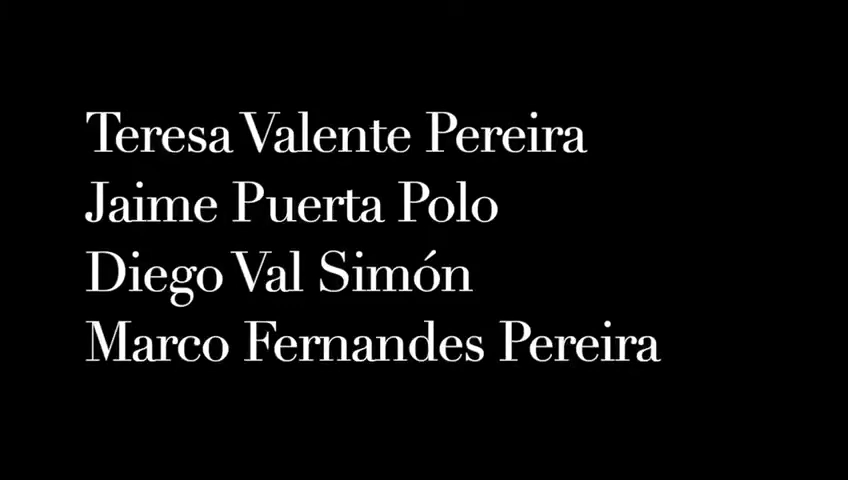 Teresa Valente Pereira
Jaime Puerta Polo
Diego Val Simón
Marco Fernandes Pereira